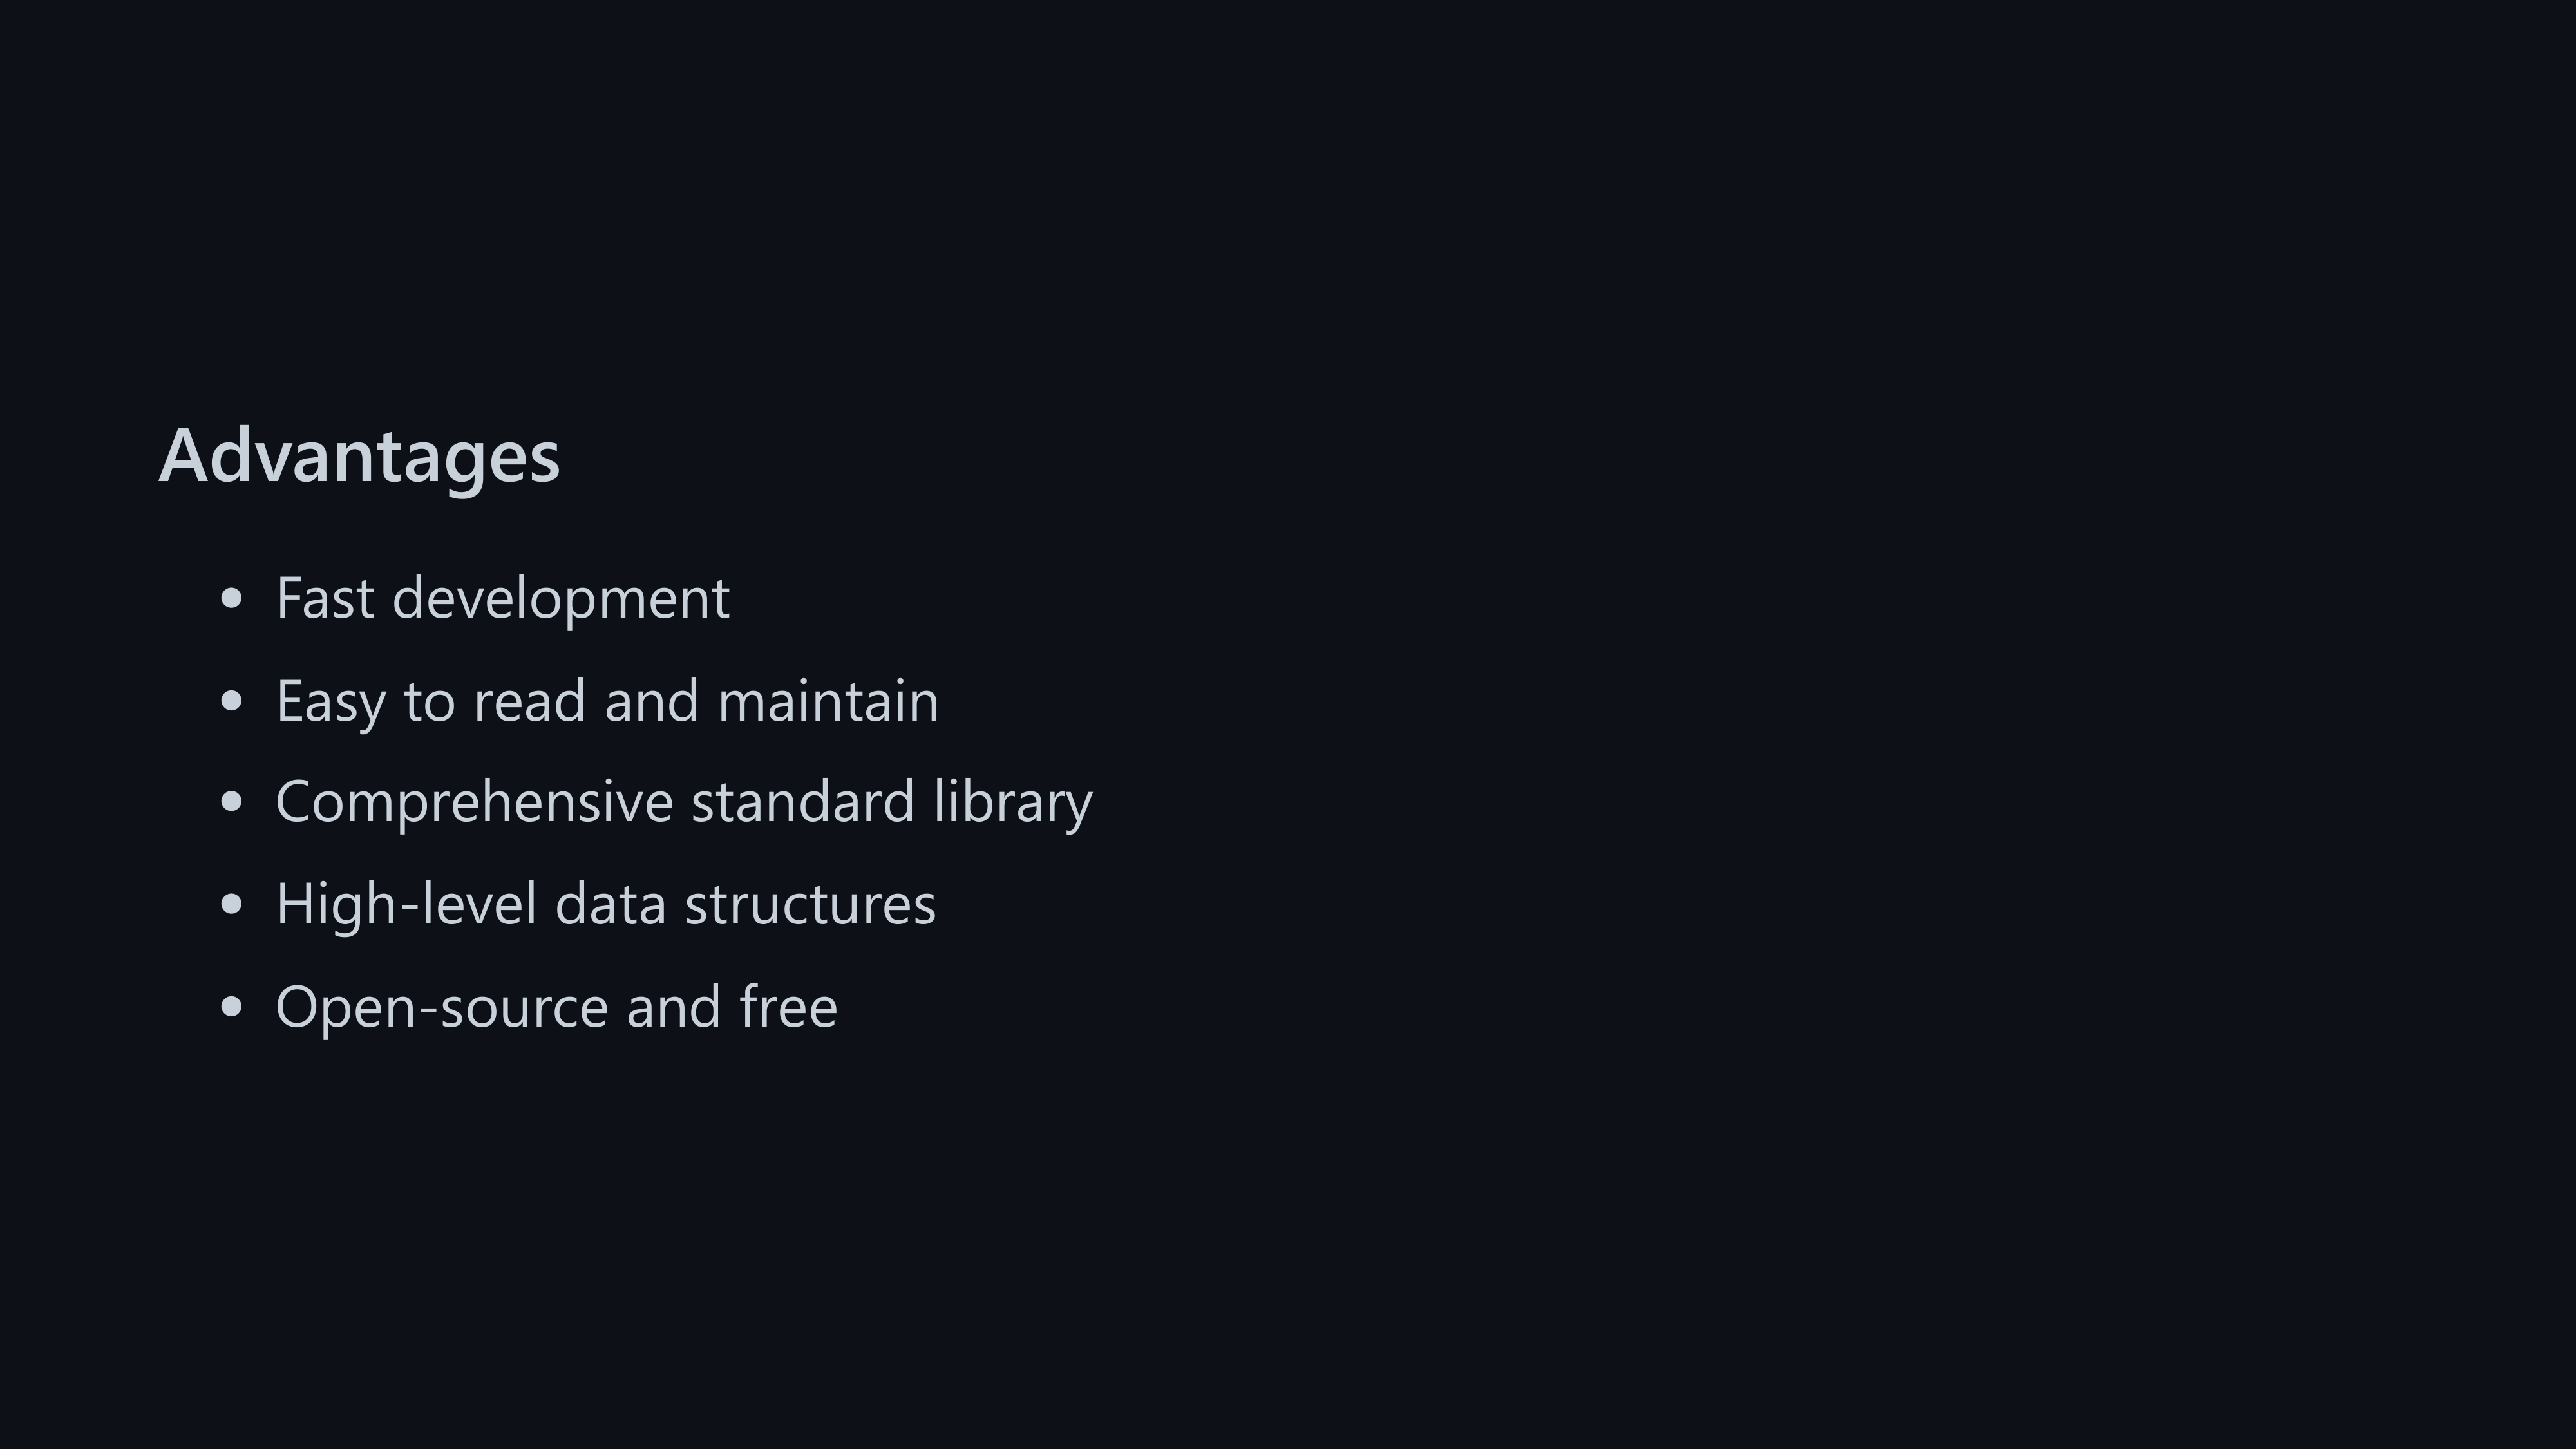 Advantages
• Fast development
• Easy to read and maintain
• Comprehensive standard library
• High-level data structures
• Open-source and free